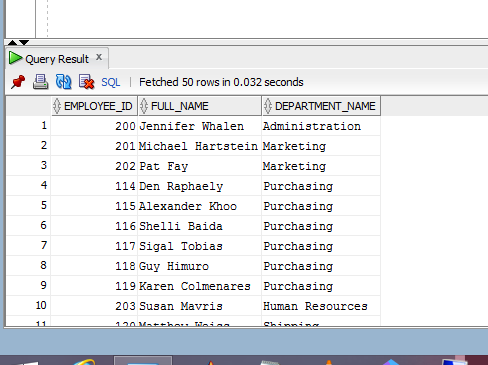 Query Result x
SQL | Fetched 50 rows in 0.032 seconds
EMPLOYEE_ID FULL_NAME DEPARTMENT_NAME
1 200 Jennifer Whalen Administration
2 201 Michael Hartstein Marketing
3 202 Pat Fay Marketing
4 114 Den Raphaely Purchasing
5 115 Alexander Khoo Purchasing
6 116 Shelli Baida Purchasing
7 117 Sigal Tobias Purchasing
8 118 Guy Himuro Purchasing
9 119 Karen Colmenares Purchasing
10 203 Susan Mavris Human Resources
11 120 Matthew Weiss Shipping